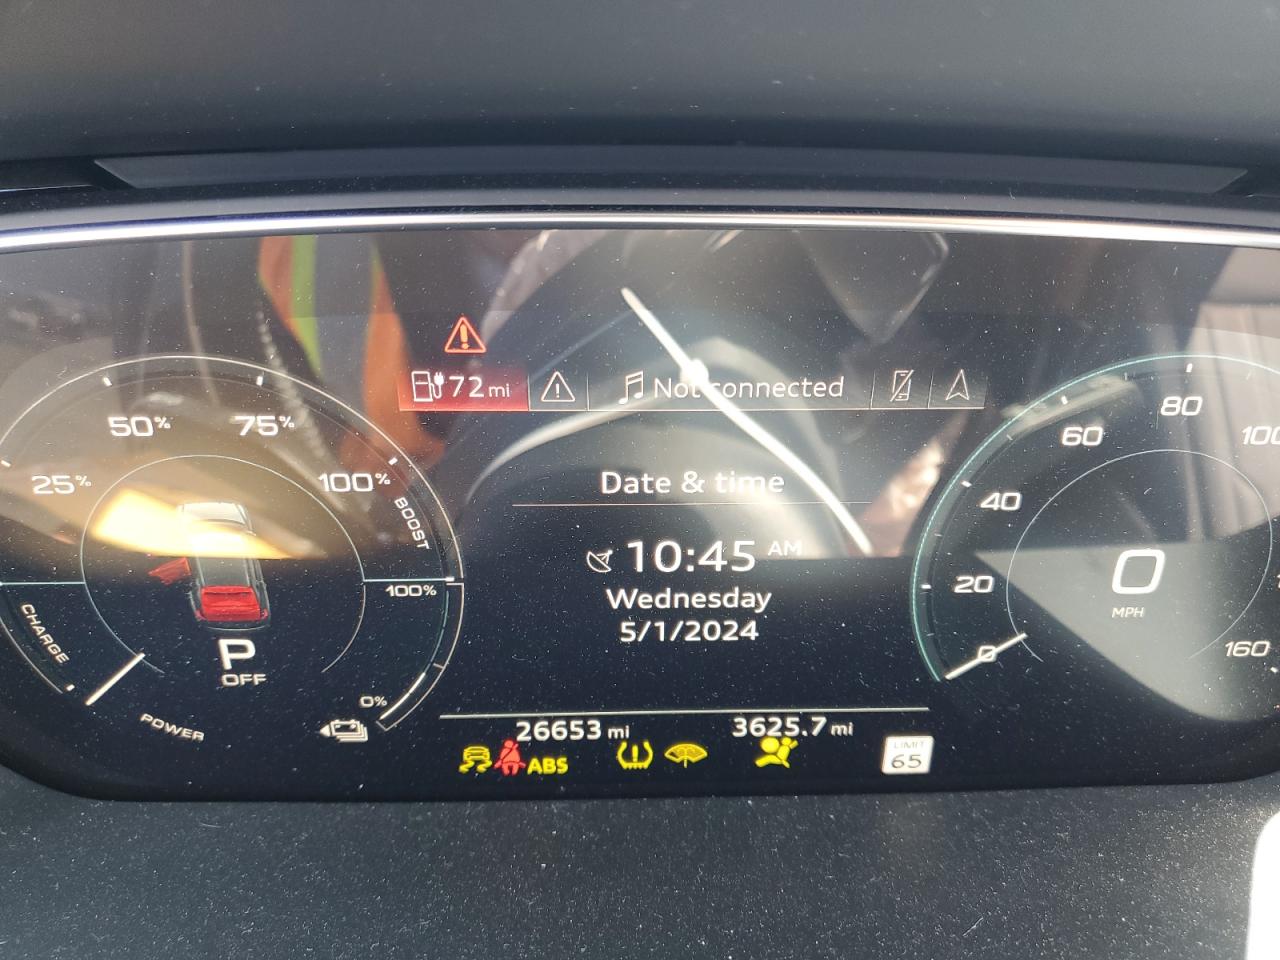 72 mi
Not connected
50% 75%
25% 100%
BOOST
100%
CHARGE
P
OFF
0%
POWER
Date & time
10:45 AM
Wednesday
5/1/2024
26653 mi 3625.7 mi
ABS
LIMIT
65
80
60 100
40
20
0
160
0
MPH